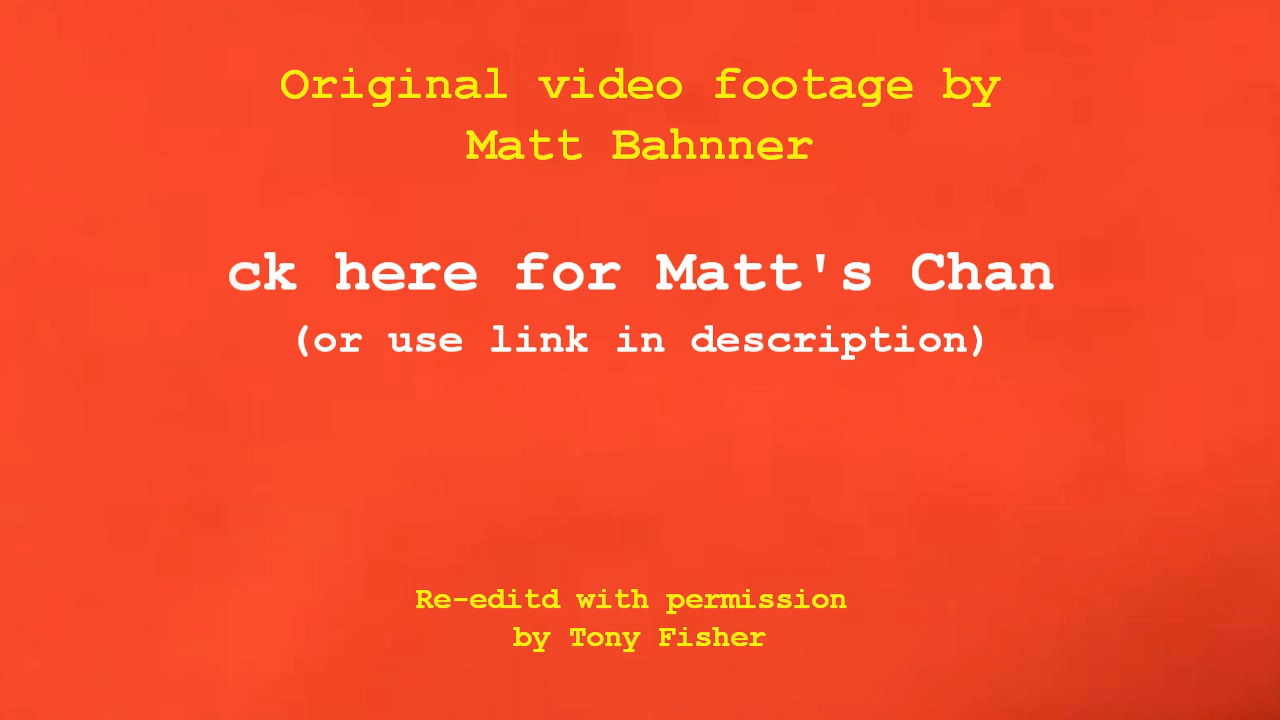 Original video footage by
Matt Bahnner
ck here for Matt's Chan
(or use link in description)
Re-editd with permission
by Tony Fisher